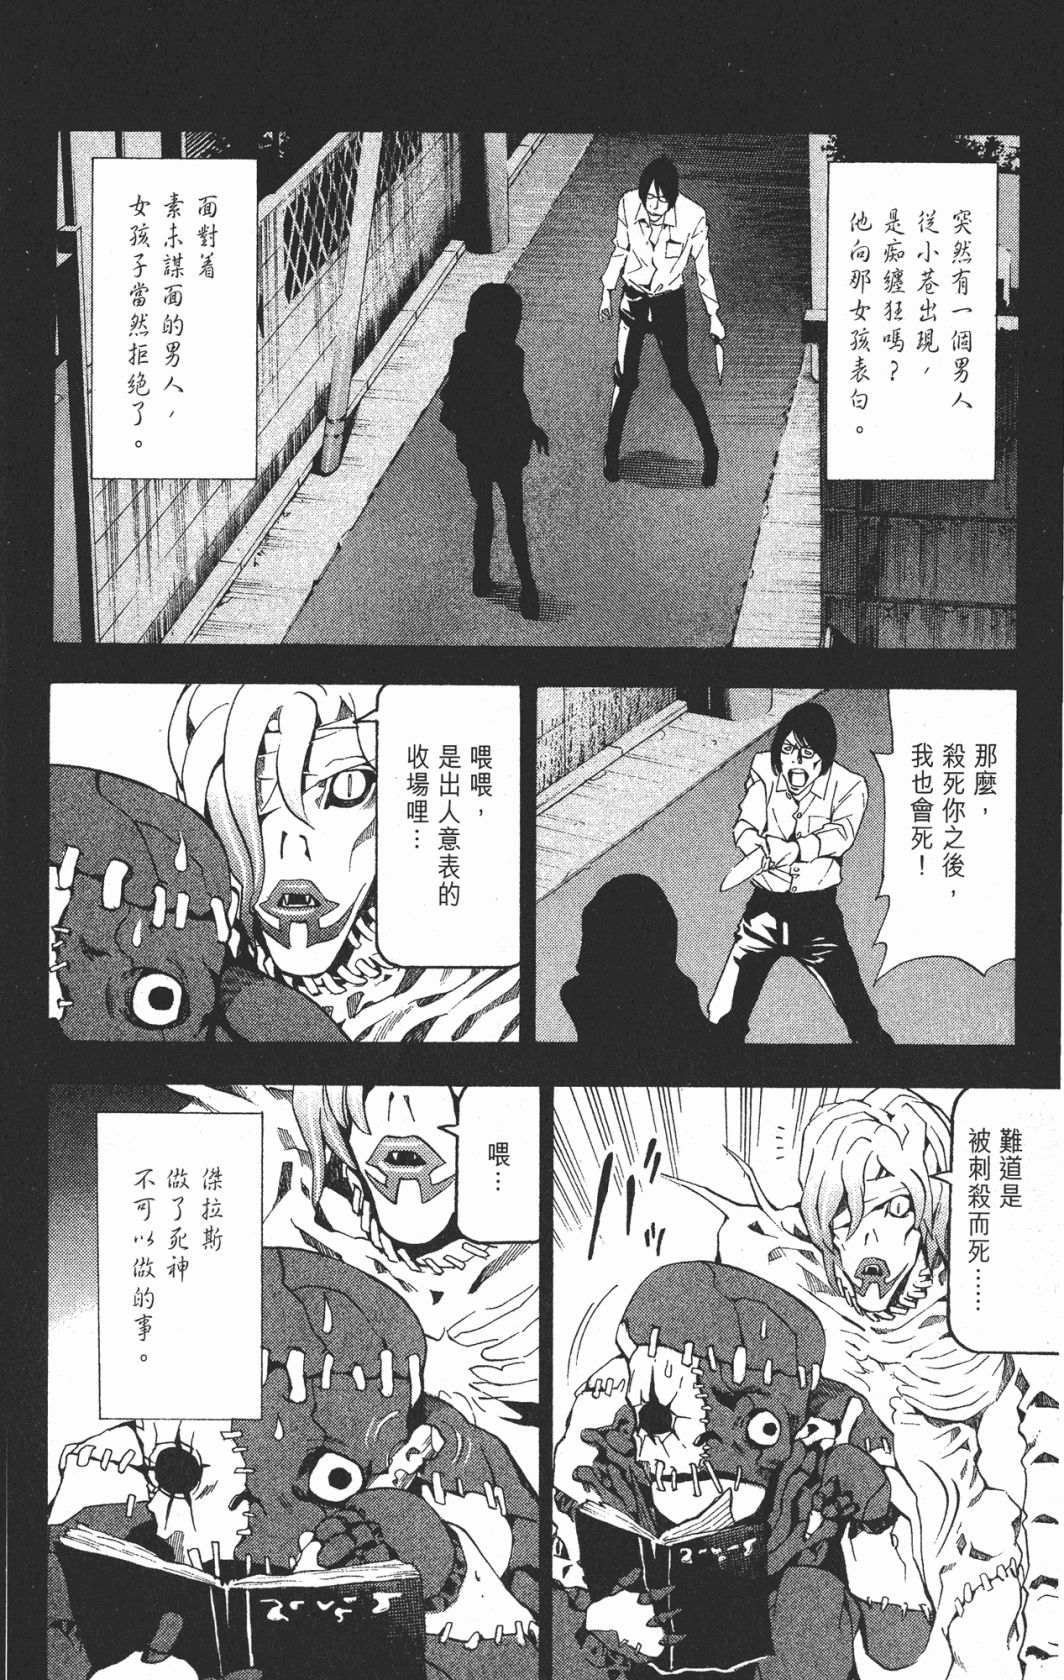 突然有一個男人
從小巷出現，
是痴纏狂嗎？
他向那女孩表白。
面對着
素未謀面的男人，
女孩子當然拒絕了。
那麼，
殺死你之後，
我也會死！
喂喂，
是出人意表的
收場哩…
難道是
被刺殺而死……
喂…
傑拉斯
做了死神
不可以做的事。